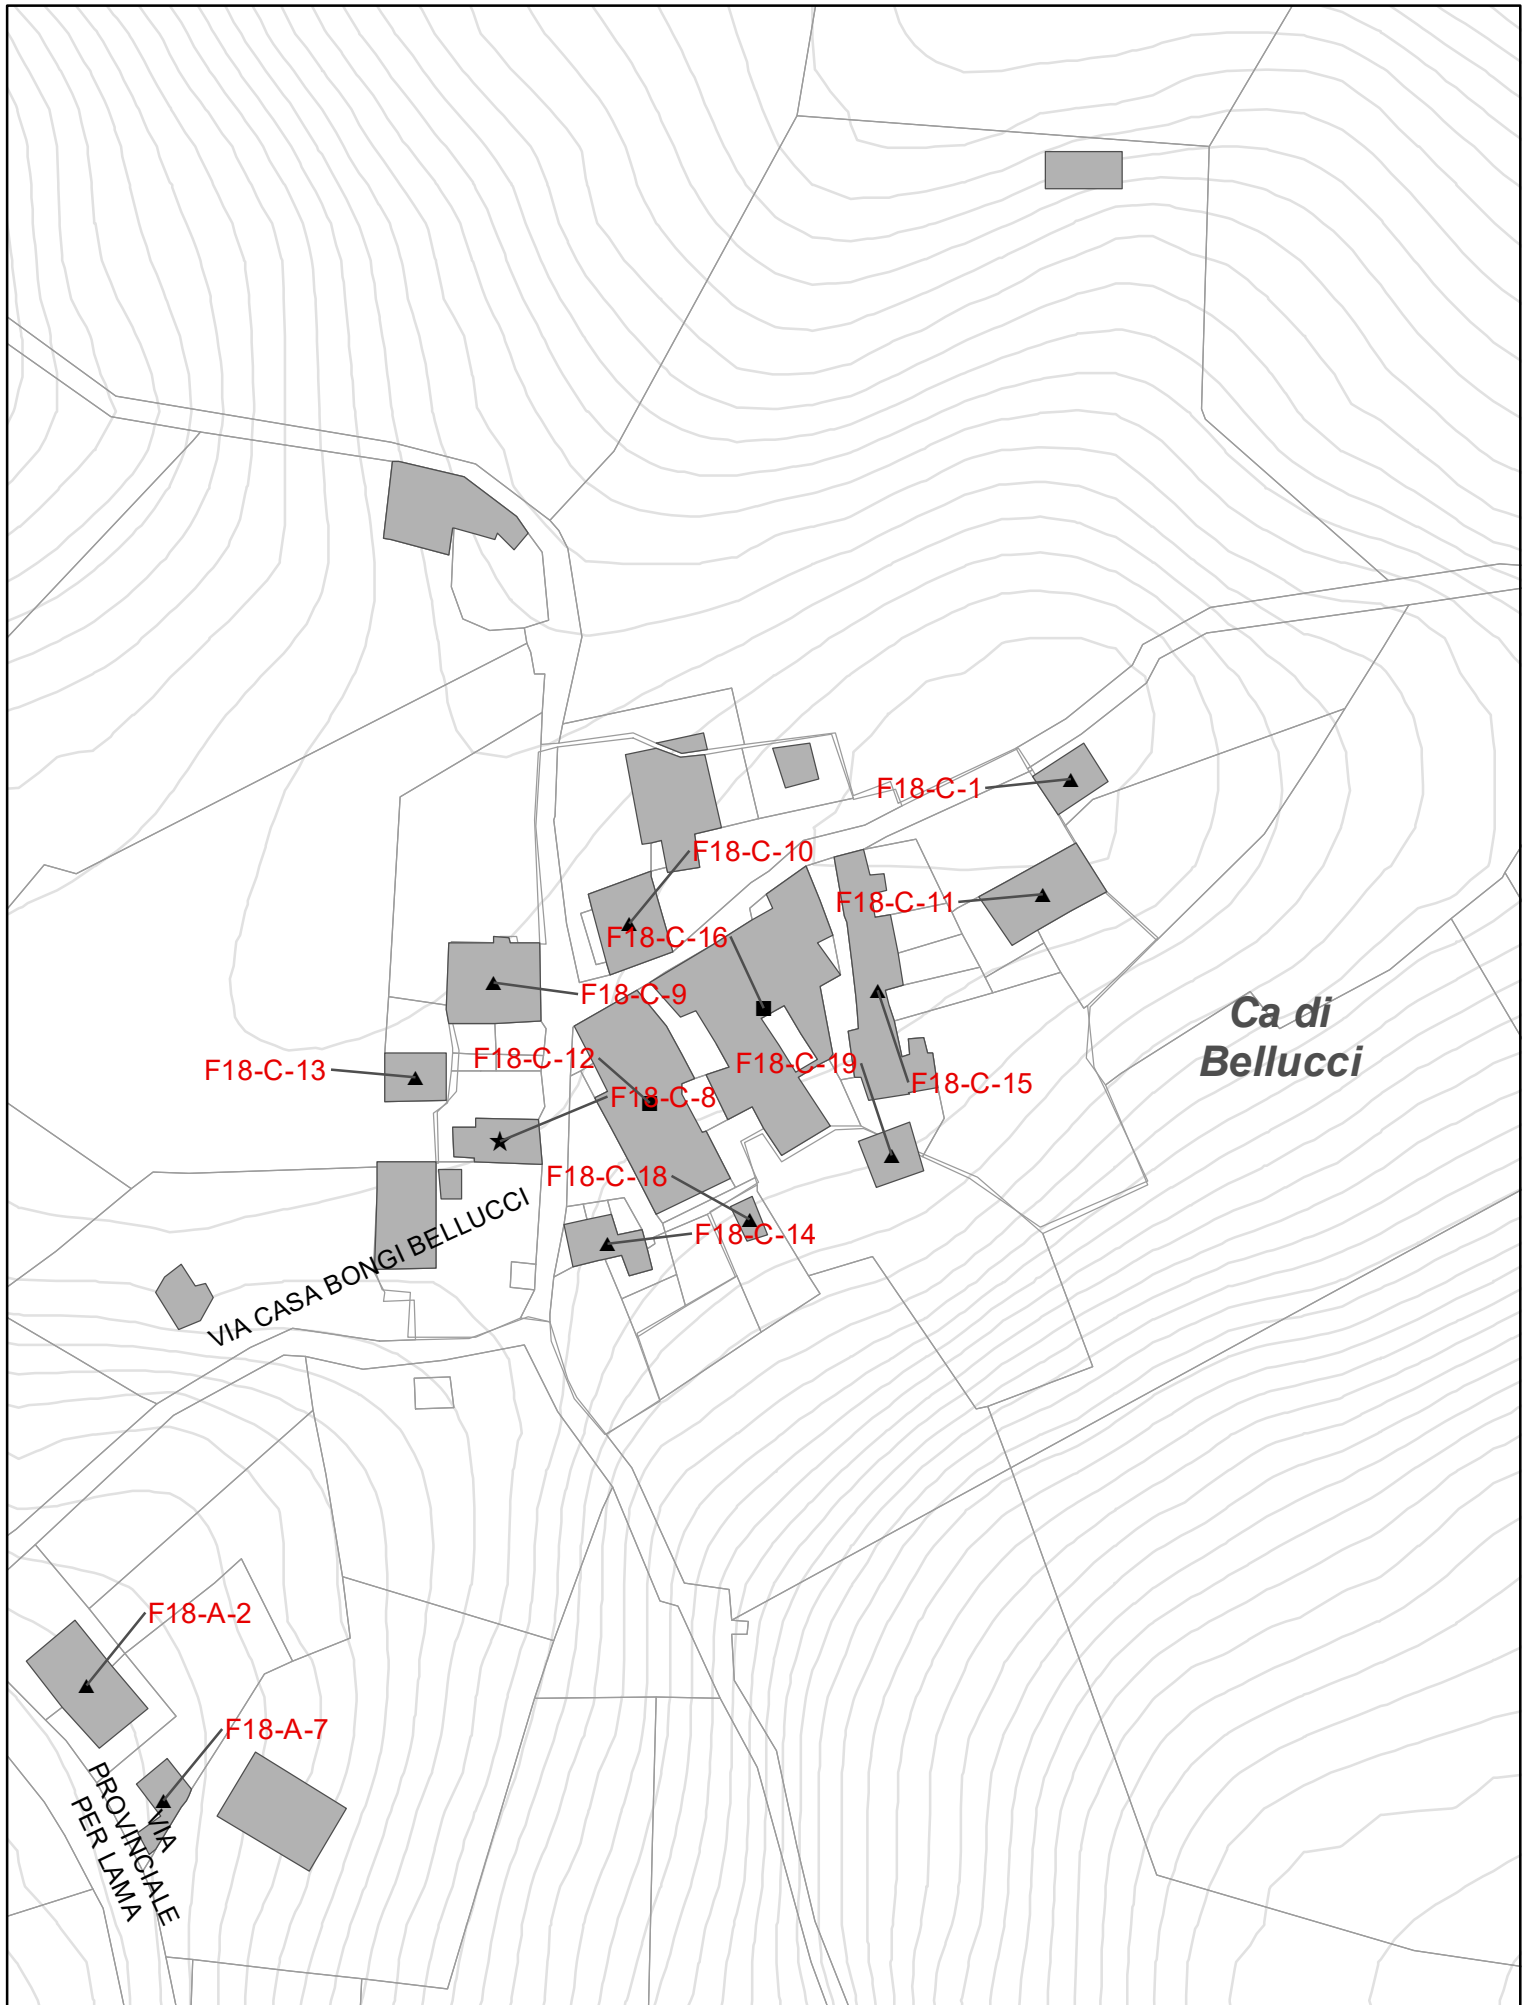 F18-C-1
F18-C-10
F18-C-11
F18-C-16
F18-C-9
Ca di
Bellucci
F18-C-12
F18-C-19
F18-C-13
F18-C-15
F18-C-8
F18-C-18
F18-C-14
VIA CASA BONGI BELLUCCI
F18-A-2
F18-A-7
VIA
PROVINCIALE
PER LAMA